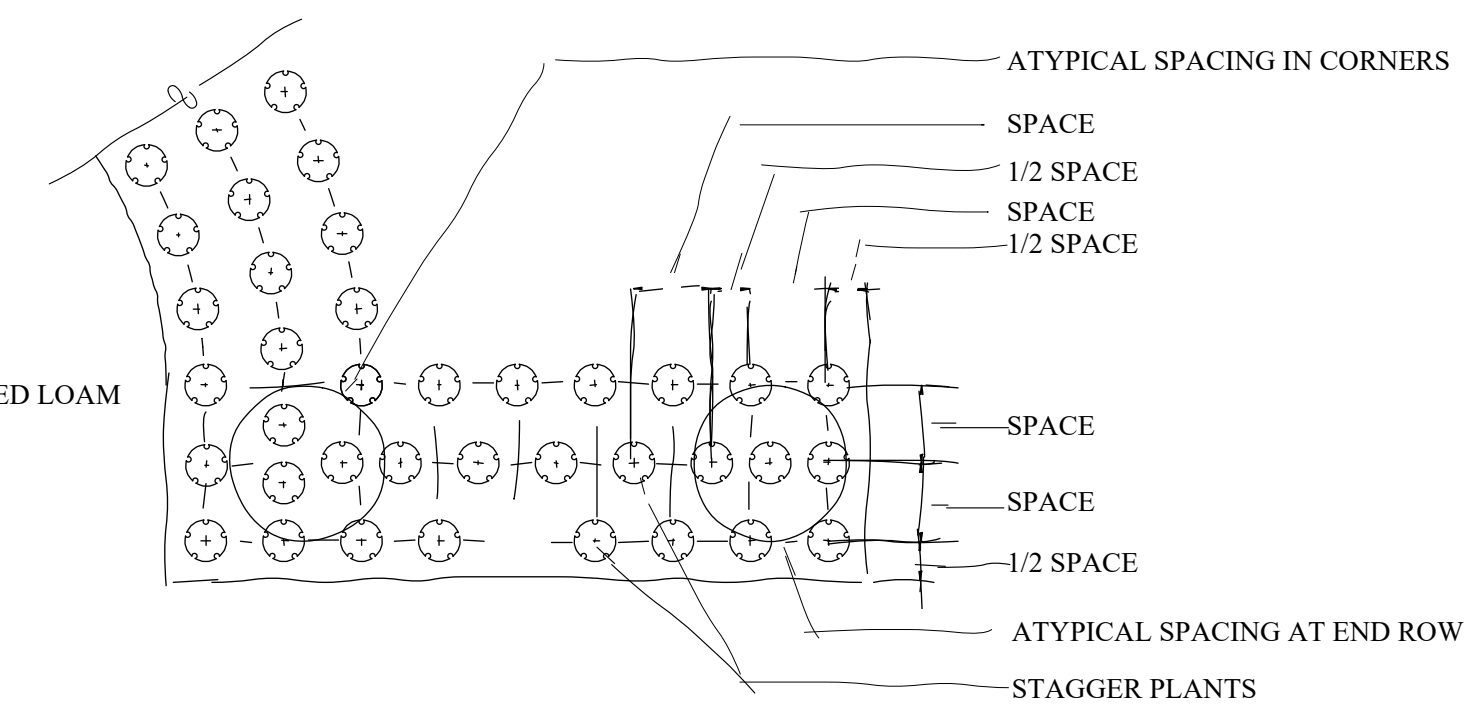 ATYPICAL SPACING IN CORNERS
SPACE
1/2 SPACE
SPACE
1/2 SPACE
ED LOAM
SPACE
SPACE
1/2 SPACE
ATYPICAL SPACING AT END ROW
STAGGER PLANTS